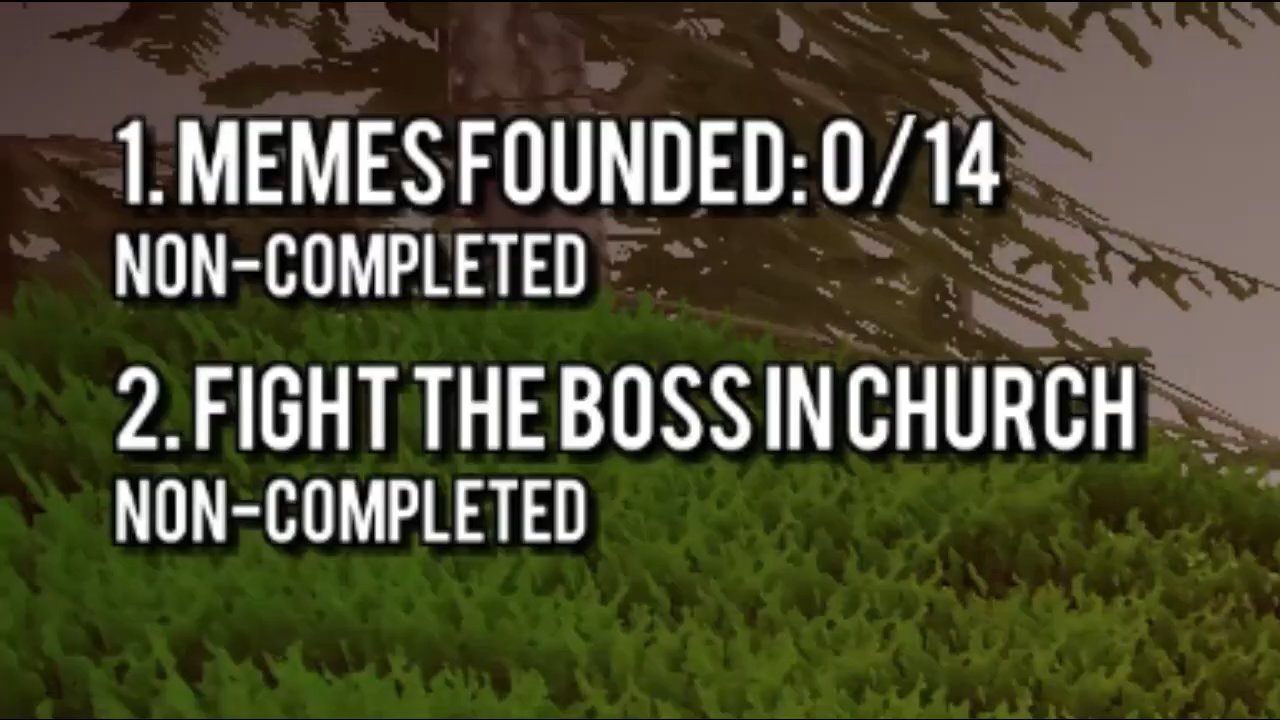 1. MEMES FOUNDED: 0/14
NON-COMPLETED
2. FIGHT THE BOSS IN CHURCH
NON-COMPLETED